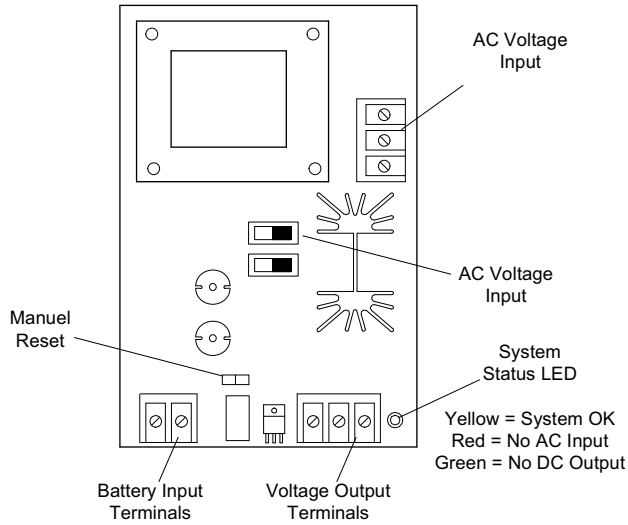 AC Voltage
Input
AC Voltage
Input
Manuel
Reset
System
Status LED
Yellow = System OK
Red = No AC Input
Green = No DC Output
Battery Input
Terminals
Voltage Output
Terminals